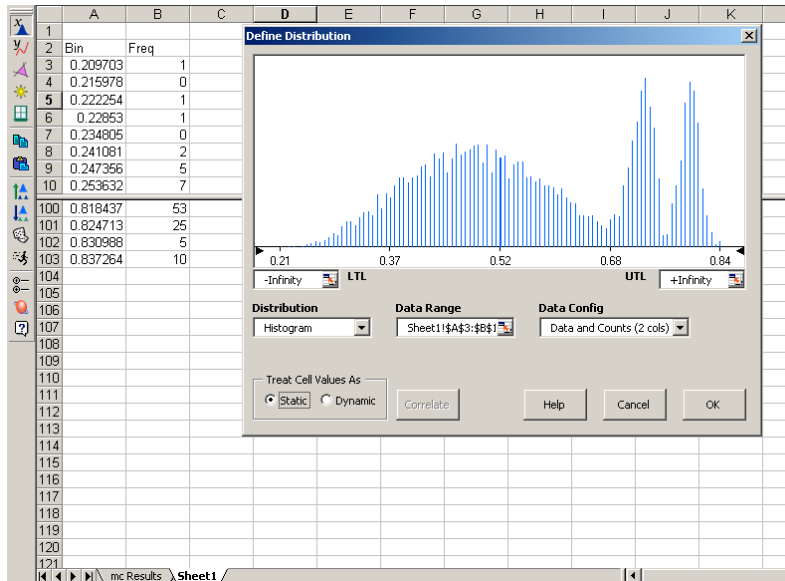 A B C D E F G H I J K
1
2 Bin Freq
3 0.209703 1
4 0.215978 0
5 0.222254 1
6 0.22853 1
7 0.234805 0
8 0.241081 2
9 0.247356 5
10 0.253632 7
100 0.818437 53
101 0.824713 25
102 0.830988 5
103 0.837264 10
104
105
106
107
108
109
110
111
112
113
114
115
116
117
118
119
120
121
Define Distribution
0.21 0.37 0.52 0.68 0.84
-Infinity LTL UTL +Infinity
Distribution Data Range Data Config
Histogram Sheet1!$A$3:$B$1 Data and Counts (2 cols)
Treat Cell Values As
Static Dynamic Correlate Help Cancel OK
mc Results Sheet1